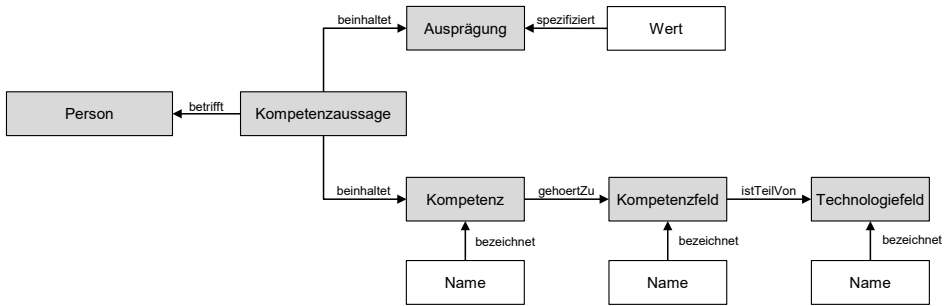 beinhaltet
Ausprägung
spezifiziert
Wert
Person
betrifft
Kompetenzaussage
beinhaltet
Kompetenz
gehoertZu
Kompetenzfeld
istTeilVon
Technologiefeld
bezeichnet
bezeichnet
bezeichnet
Name
Name
Name